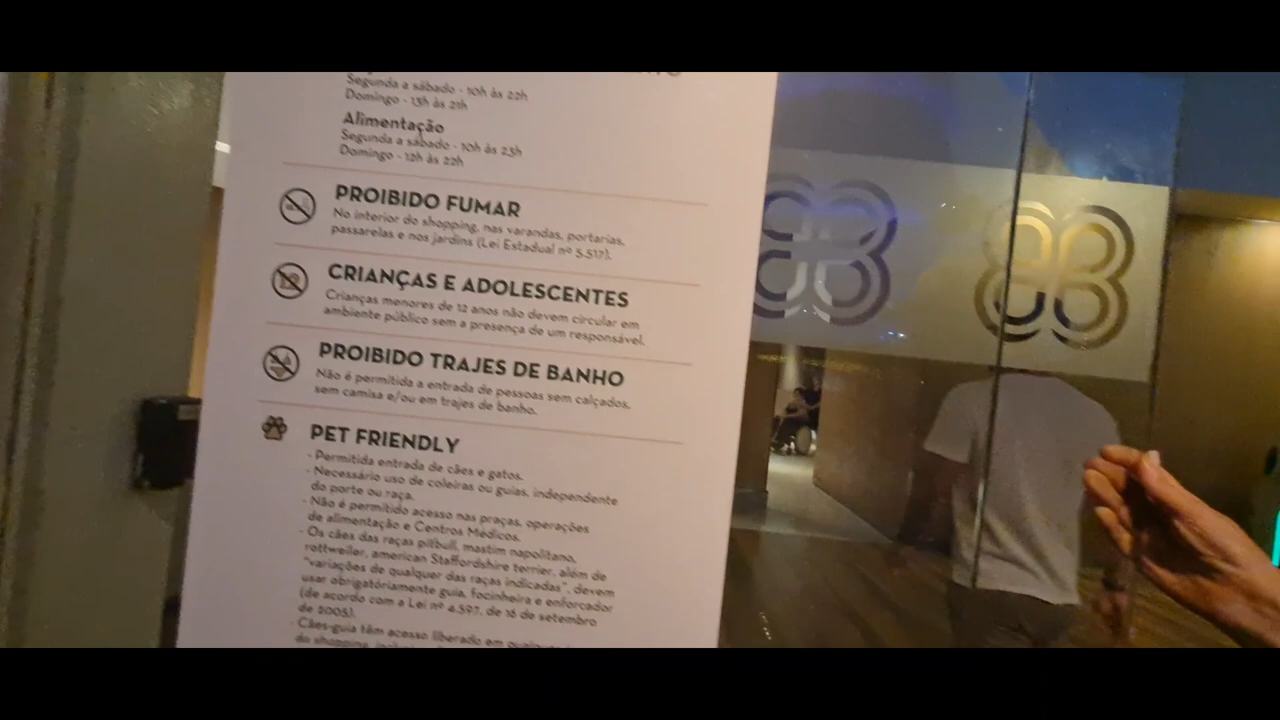 Segunda a sábado - 10h às 22h
Domingo - 13h às 21h
Alimentação
Segunda a sábado - 10h às 23h
Domingo - 12h às 22h
PROIBIDO FUMAR
No interior do shopping, nas varandas, portarias,
passarelas e nos jardins (Lei Estadual nº 5.517).
CRIANÇAS E ADOLESCENTES
Crianças menores de 12 anos não devem circular em
ambiente público sem a presença de um responsável.
PROIBIDO TRAJES DE BANHO
Não é permitida a entrada de pessoas sem calçados,
sem camisa e/ou em trajes de banho.
PET FRIENDLY
- Permitida entrada de cães e gatos.
- Necessário uso de coleiras ou guias, independente
do porte ou raça.
- Não é permitido acesso nas praças, operações
de alimentação e Centros Médicos.
- Os cães das raças pitbull, mastim napolitano,
rottweiler, american Staffordshire terrier, além de
"variações de qualquer das raças indicadas", devem
usar obrigatóriamente guia, focinheira e enforcador
(de acordo com a Lei nº 4.597, de 16 de setembro
de 2005).
- Cães-guia têm acesso liberado em
do shopping,